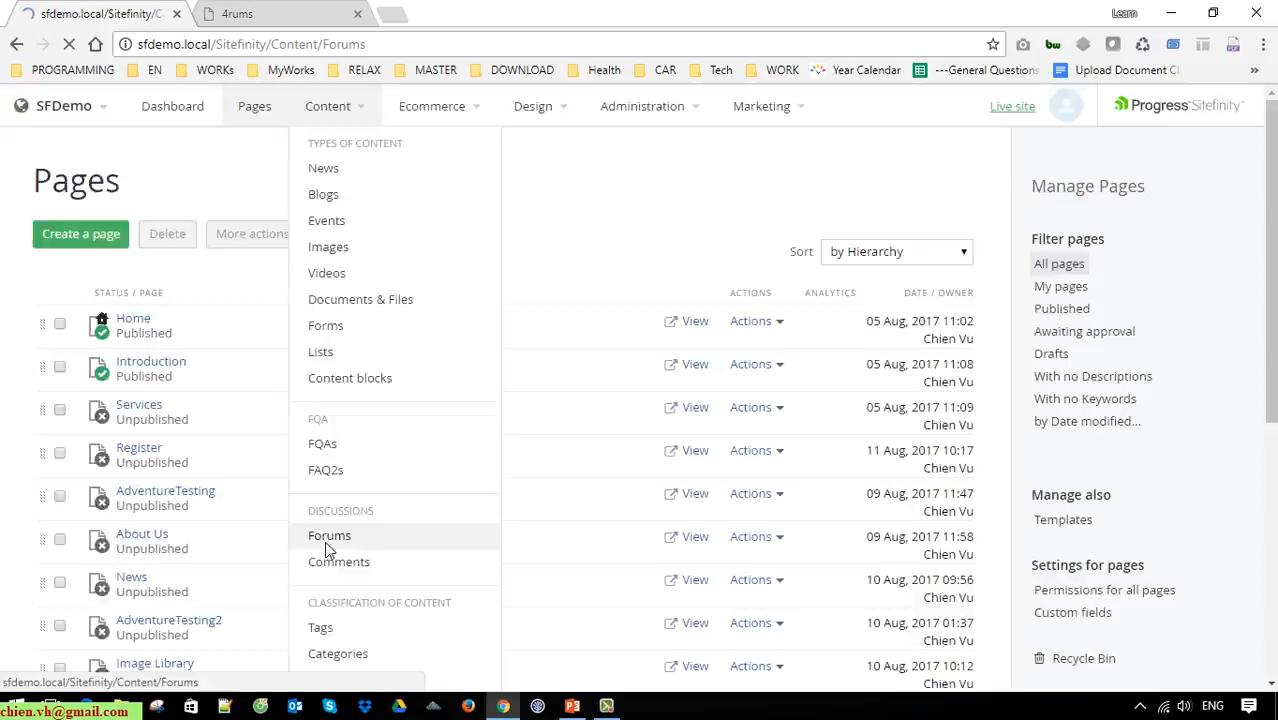 sfdemo.local/Sitefinity/C
4rums
Learn
sfdemo.local/Sitefinity/Content/Forums
PROGRAMMING EN WORKs MyWorks RELAX MASTER DOWNLOAD Health CAR Tech WORK Year Calendar ---General Questions Upload Document Cl »
SFDemo Dashboard Pages Content Ecommerce Design Administration Marketing Live site Progress Sitefinity
Pages
Create a page Delete More actions
Sort by Hierarchy
STATUS / PAGE ACTIONS ANALYTICS DATE / OWNER
Home View Actions 05 Aug, 2017 11:02
Published Chien Vu
Introduction View Actions 05 Aug, 2017 11:08
Published Chien Vu
Services View Actions 05 Aug, 2017 11:09
Unpublished Chien Vu
Register View Actions 11 Aug, 2017 10:17
Unpublished Chien Vu
AdventureTesting View Actions 09 Aug, 2017 11:47
Unpublished Chien Vu
About Us View Actions 09 Aug, 2017 11:58
Unpublished Chien Vu
News View Actions 10 Aug, 2017 09:56
Unpublished Chien Vu
AdventureTesting2 View Actions 10 Aug, 2017 01:37
Unpublished Chien Vu
Image Library View Actions 10 Aug, 2017 10:12
Chien Vu
TYPES OF CONTENT
News
Blogs
Events
Images
Videos
Documents & Files
Forms
Lists
Content blocks
FQA
FQAs
FAQ2s
DISCUSSIONS
Forums
Comments
CLASSIFICATION OF CONTENT
Tags
Categories
Manage Pages
Filter pages
All pages
My pages
Published
Awaiting approval
Drafts
With no Descriptions
With no Keywords
by Date modified...
Manage also
Templates
Settings for pages
Permissions for all pages
Custom fields
Recycle Bin
sfdemo.local/Sitefinity/Content/Forums
chien.vh@gmail.com
ENG